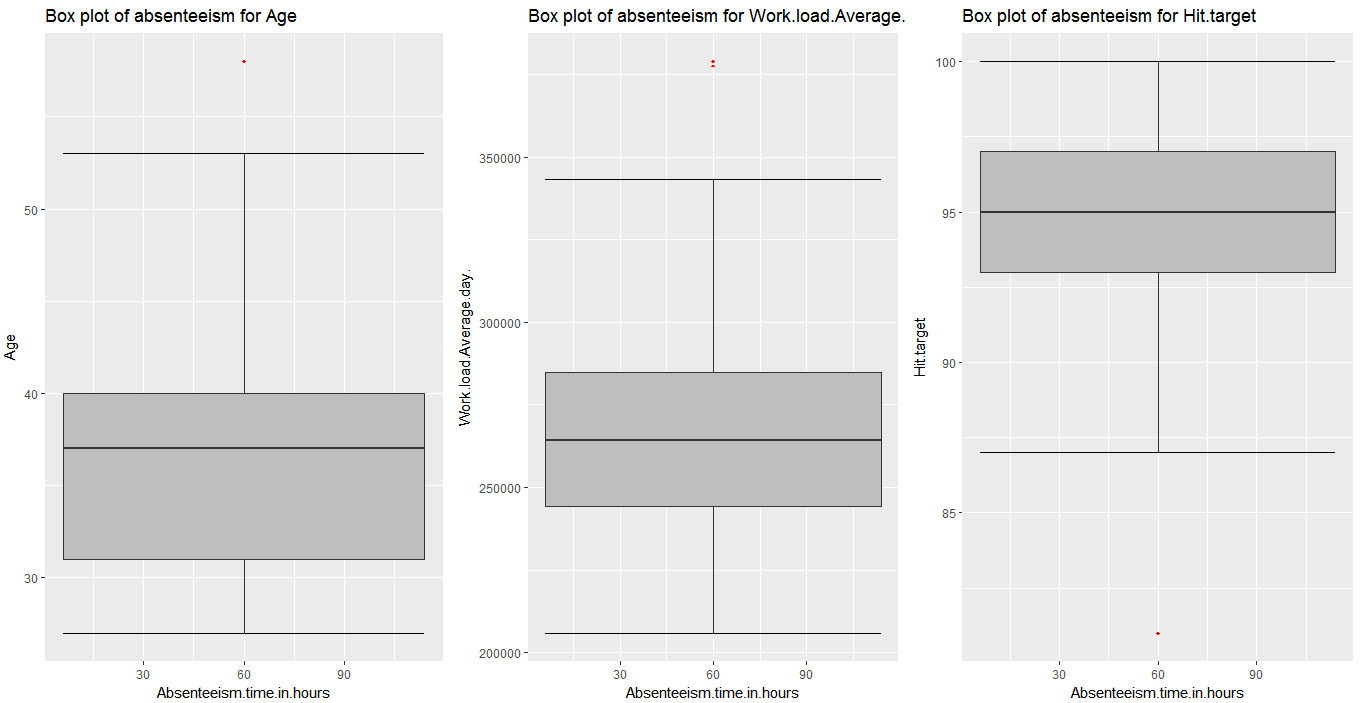 Box plot of absenteeism for Age
Age
50
40
30
30 60 90
Absenteeism.time.in.hours
Box plot of absenteeism for Work.load.Average.
Work.load.Average.day.
350000
300000
250000
200000
30 60 90
Absenteeism.time.in.hours
Box plot of absenteeism for Hit.target
Hit.target
100
95
90
85
30 60 90
Absenteeism.time.in.hours